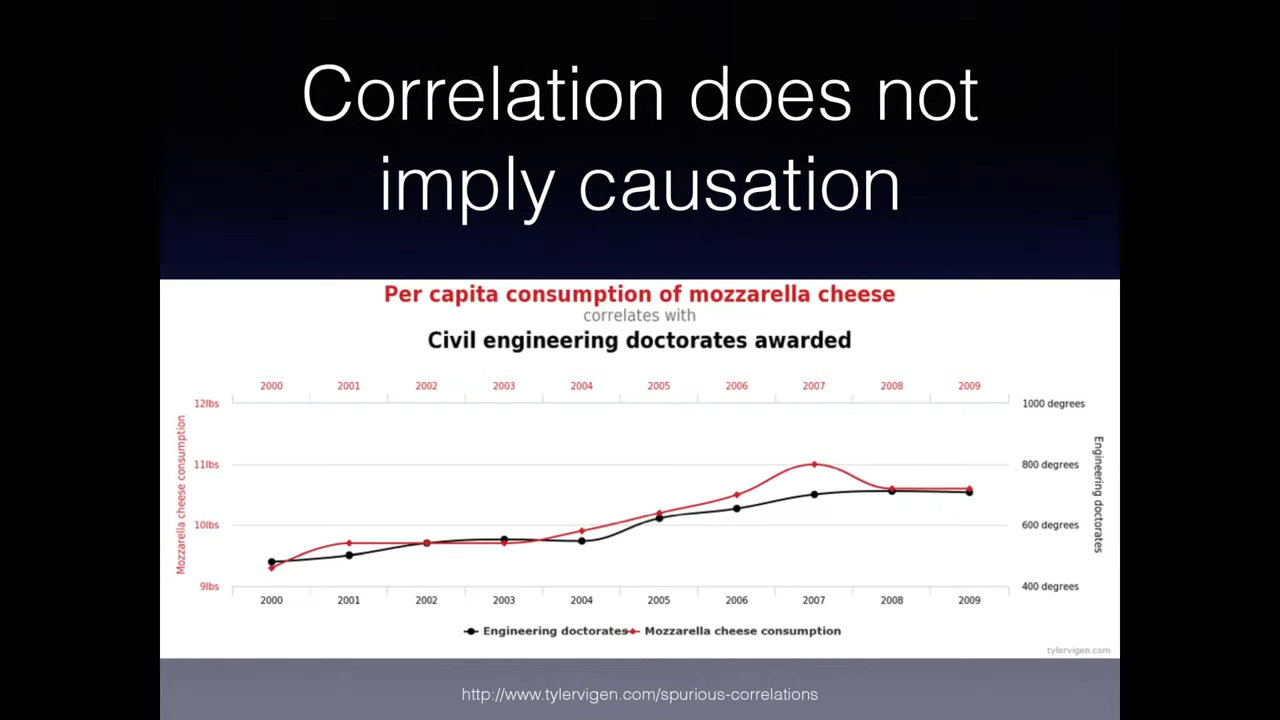 Correlation does not
imply causation
Per capita consumption of mozzarella cheese
correlates with
Civil engineering doctorates awarded
2000 2001 2002 2003 2004 2005 2006 2007 2008 2009
12lbs 1000 degrees
11lbs 800 degrees
10lbs 600 degrees
9lbs 400 degrees
Mozzarella cheese consumption
Engineering doctorates
2000 2001 2002 2003 2004 2005 2006 2007 2008 2009
Engineering doctorates Mozzarella cheese consumption
tylervigen.com
http://www.tylervigen.com/spurious-correlations